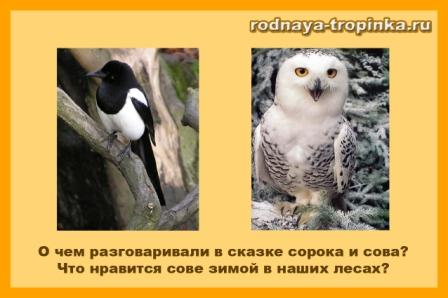 rodnaya-tropinka.ru
О чем разговаривали в сказке сорока и сова?
Что нравится сове зимой в наших лесах?